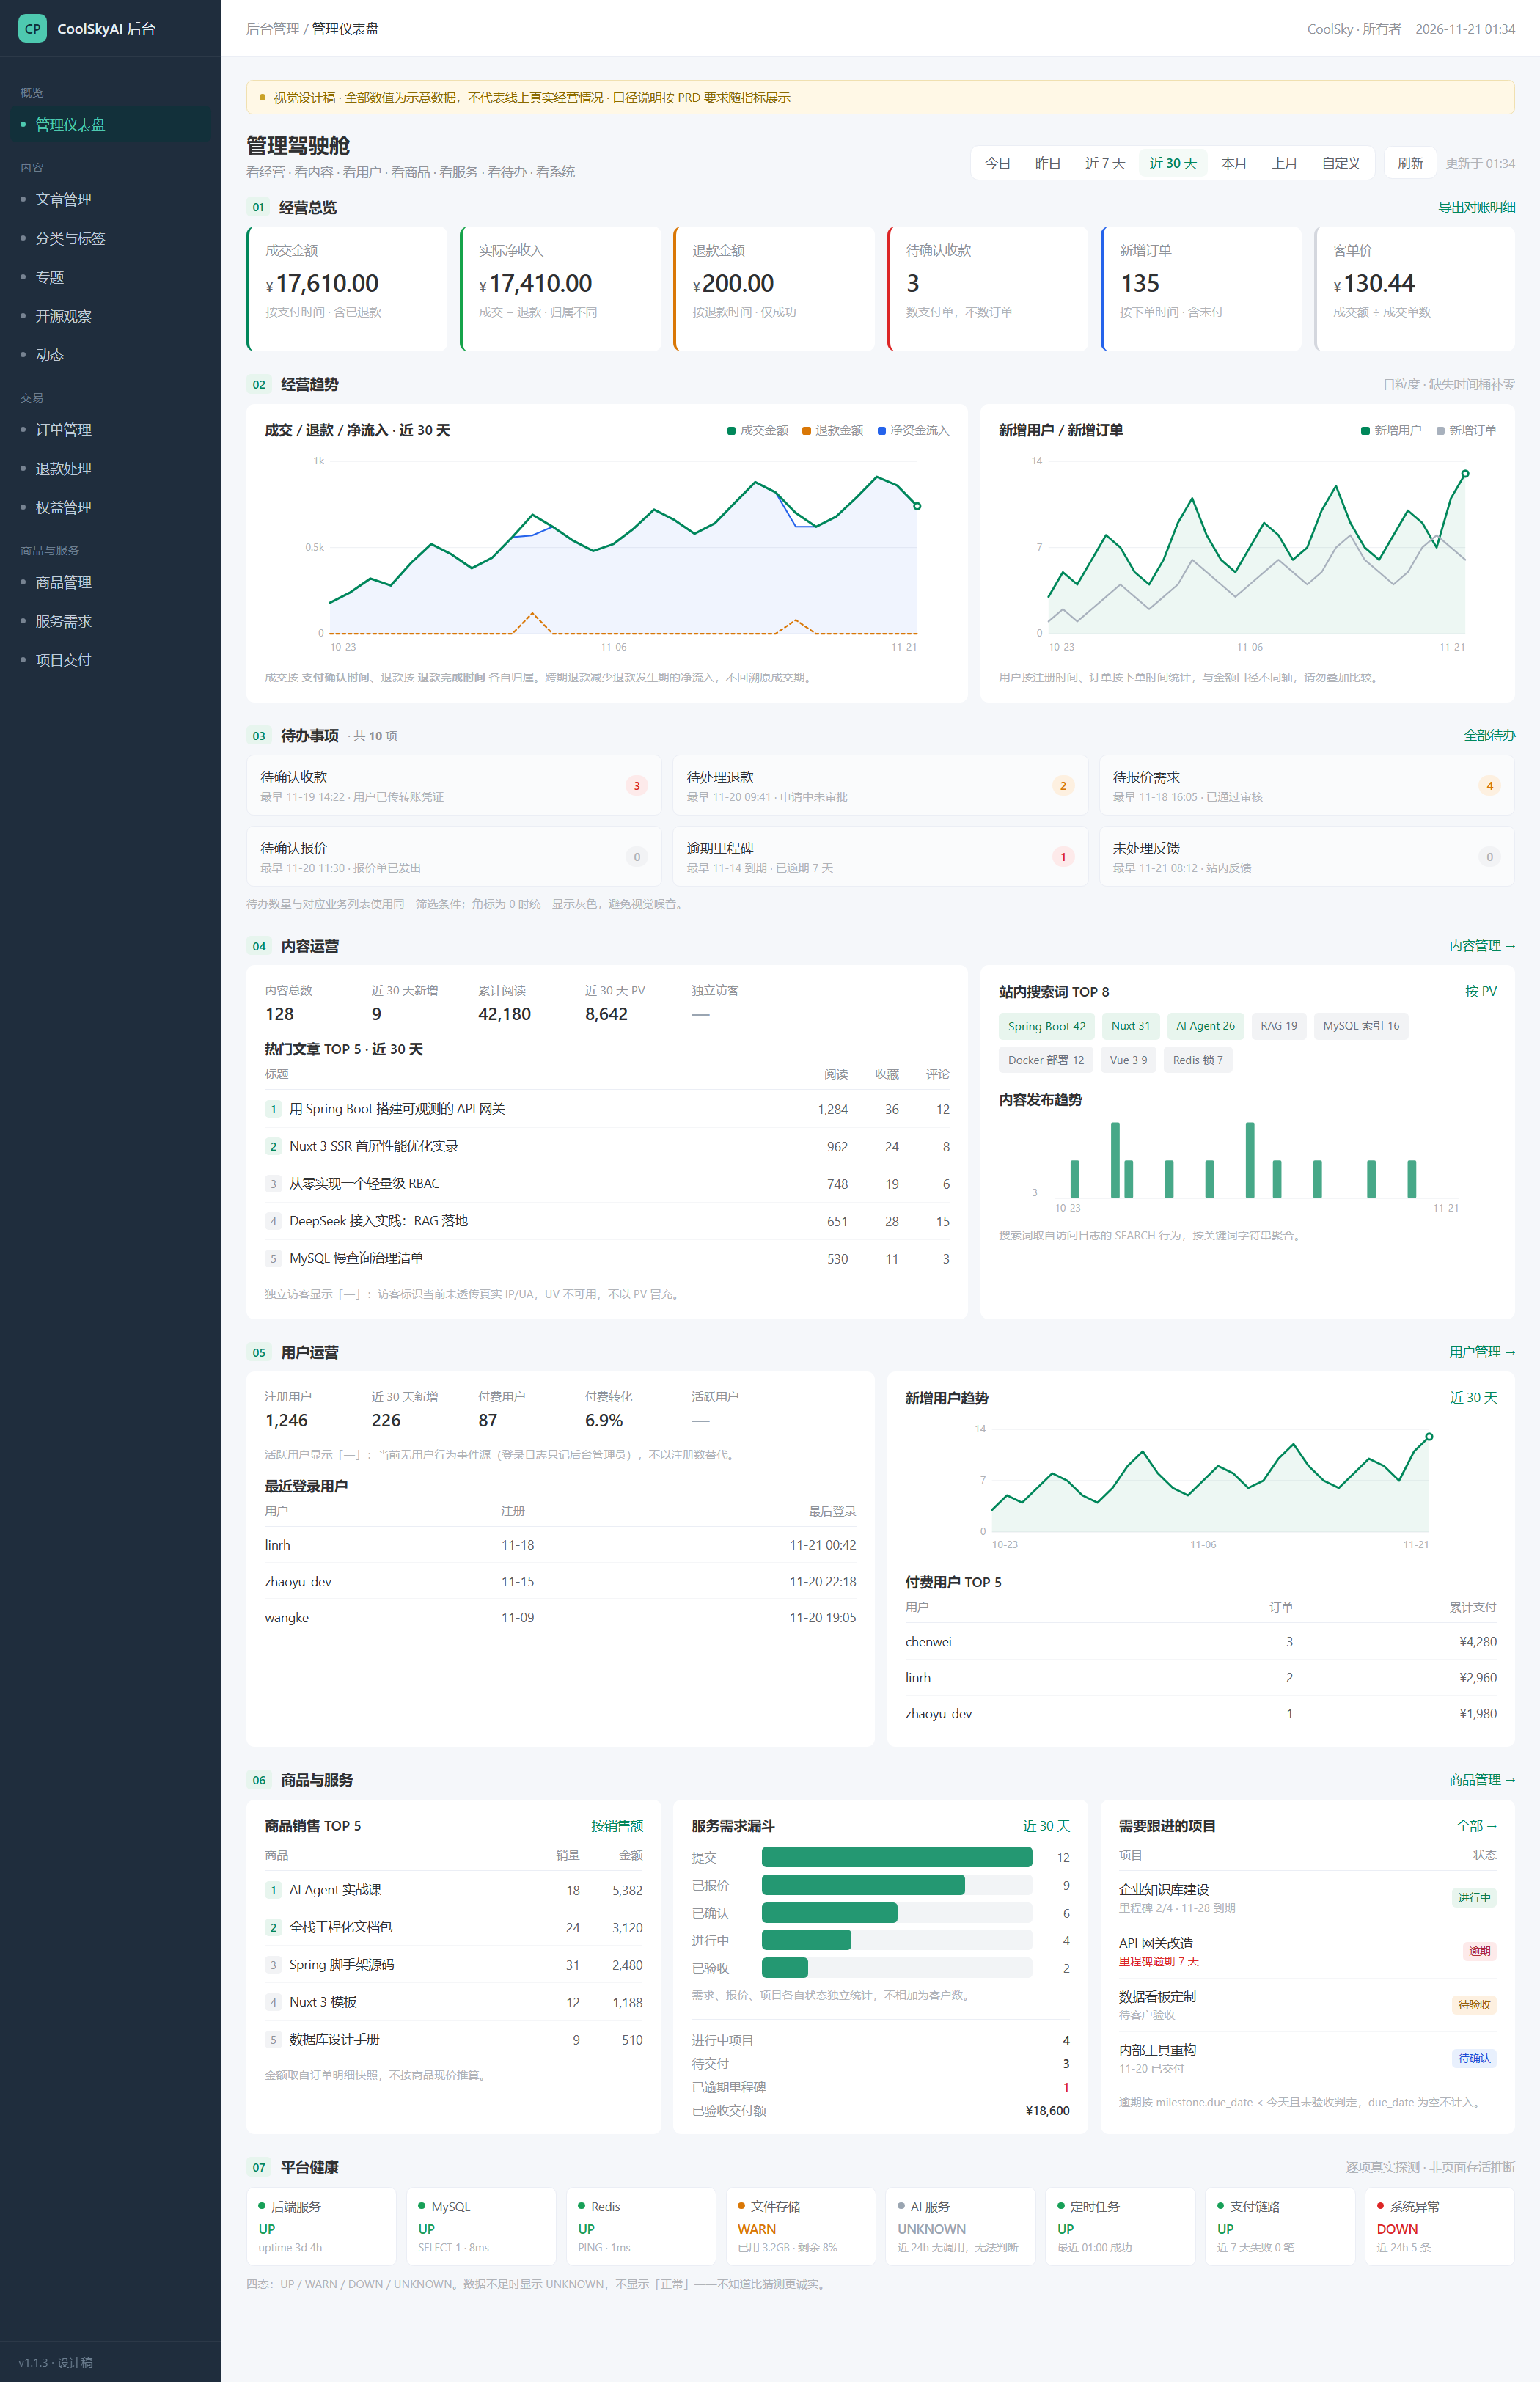 CP CoolSkyAI 后台
后台管理 / 管理仪表盘
CoolSky · 所有者 2026-11-21 01:34
概览
管理仪表盘
内容
文章管理
分类与标签
专题
开源观察
动态
交易
订单管理
退款处理
权益管理
商品与服务
商品管理
服务需求
项目交付
v1.1.3 · 设计稿
视觉设计稿 · 全部数值为示意数据，不代表线上真实经营情况 · 口径说明按 PRD 要求随指标展示
管理驾驶舱
看经营 · 看内容 · 看用户 · 看商品 · 看服务 · 看待办 · 看系统
今日 昨日 近 7 天 近 30 天 本月 上月 自定义 刷新 更新于 01:34
01 经营总览 导出对账明细
成交金额
¥17,610.00
按支付时间 · 含已退款
实际净收入
¥17,410.00
成交 − 退款 · 归属不同
退款金额
¥200.00
按退款时间 · 仅成功
待确认收款
3
数支付单，不数订单
新增订单
135
按下单时间 · 含未付
客单价
¥130.44
成交额 ÷ 成交单数
02 经营趋势 日粒度 · 缺失时间桶补零
成交 / 退款 / 净流入 · 近 30 天 成交金额 退款金额 净资金流入
1k
0.5k
0
10-23 11-06 11-21
成交按 支付确认时间、退款按 退款完成时间 各自归属。跨期退款减少退款发生期的净流入，不回溯原成交期。
新增用户 / 新增订单 新增用户 新增订单
14
7
0
10-23 11-06 11-21
用户按注册时间、订单按下单时间统计，与金额口径不同轴，请勿叠加比较。
03 待办事项 · 共 10 项 全部待办
待确认收款
最早 11-19 14:22 · 用户已传转账凭证
3
待处理退款
最早 11-20 09:41 · 申请中未审批
2
待报价需求
最早 11-18 16:05 · 已通过审核
4
待确认报价
最早 11-20 11:30 · 报价单已发出
0
逾期里程碑
最早 11-14 到期 · 已逾期 7 天
1
未处理反馈
最早 11-21 08:12 · 站内反馈
0
待办数量与对应业务列表使用同一筛选条件；角标为 0 时统一显示灰色，避免视觉噪音。
04 内容运营 内容管理 →
内容总数 近 30 天新增 累计阅读 近 30 天 PV 独立访客
128 9 42,180 8,642 —
热门文章 TOP 5 · 近 30 天
标题 阅读 收藏 评论
1 用 Spring Boot 搭建可观测的 API 网关 1,284 36 12
2 Nuxt 3 SSR 首屏性能优化实录 962 24 8
3 从零实现一个轻量级 RBAC 748 19 6
4 DeepSeek 接入实践：RAG 落地 651 28 15
5 MySQL 慢查询治理清单 530 11 3
独立访客显示「—」：访客标识当前未透传真实 IP/UA，UV 不可用，不以 PV 冒充。
站内搜索词 TOP 8 按 PV
Spring Boot 42 Nuxt 31 AI Agent 26 RAG 19 MySQL 索引 16
Docker 部署 12 Vue 3 9 Redis 锁 7
内容发布趋势
3
10-23 11-21
搜索词取自访问日志的 SEARCH 行为，按关键词字符串聚合。
05 用户运营 用户管理 →
注册用户 近 30 天新增 付费用户 付费转化 活跃用户
1,246 226 87 6.9% —
活跃用户显示「—」：当前无用户行为事件源（登录日志只记后台管理员），不以注册数替代。
最近登录用户
用户 注册 最后登录
linrh 11-18 11-21 00:42
zhaoyu_dev 11-15 11-20 22:18
wangke 11-09 11-20 19:05
新增用户趋势 近 30 天
14
7
0
10-23 11-06 11-21
付费用户 TOP 5
用户 订单 累计支付
chenwei 3 ¥4,280
linrh 2 ¥2,960
zhaoyu_dev 1 ¥1,980
06 商品与服务 商品管理 →
商品销售 TOP 5 按销售额
商品 销量 金额
1 AI Agent 实战课 18 5,382
2 全栈工程化文档包 24 3,120
3 Spring 脚手架源码 31 2,480
4 Nuxt 3 模板 12 1,188
5 数据库设计手册 9 510
金额取自订单明细快照，不按商品现价推算。
服务需求漏斗 近 30 天
提交 12
已报价 9
已确认 6
进行中 4
已验收 2
需求、报价、项目各自状态独立统计，不相加为客户数。
进行中项目 4
待交付 3
已逾期里程碑 1
已验收交付额 ¥18,600
需要跟进的项目 全部 →
项目 状态
企业知识库建设
里程碑 2/4 · 11-28 到期
进行中
API 网关改造
里程碑逾期 7 天
逾期
数据看板定制
待客户验收
待验收
内部工具重构
11-20 已交付
待确认
逾期按 milestone.due_date < 今天且未验收判定，due_date 为空不计入。
07 平台健康 逐项真实探测 · 非页面存活推断
后端服务
UP
uptime 3d 4h
MySQL
UP
SELECT 1 · 8ms
Redis
UP
PING · 1ms
文件存储
WARN
已用 3.2GB · 剩余 8%
AI 服务
UNKNOWN
近 24h 无调用，无法判断
定时任务
UP
最近 01:00 成功
支付链路
UP
近 7 天失败 0 笔
系统异常
DOWN
近 24h 5 条
四态：UP / WARN / DOWN / UNKNOWN。数据不足时显示 UNKNOWN，不显示「正常」——不知道比猜测更诚实。